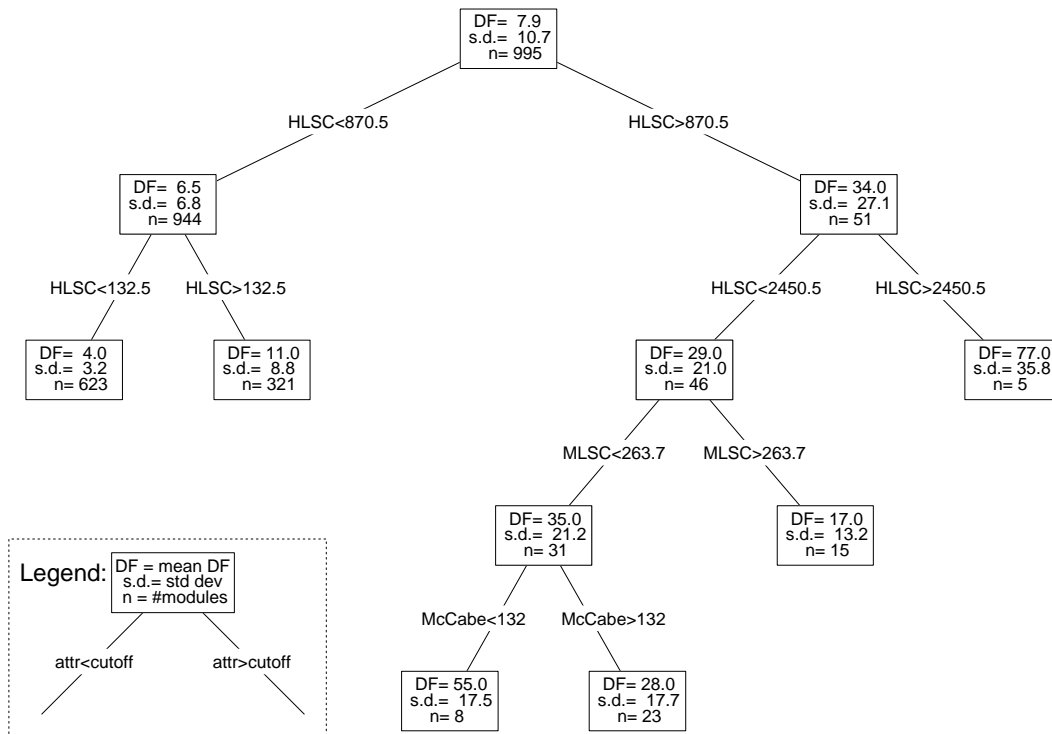 DF= 7.9
s.d.= 10.7
n= 995
HLSC<870.5
HLSC>870.5
DF= 6.5
s.d.= 6.8
n= 944
DF= 34.0
s.d.= 27.1
n= 51
HLSC<132.5
HLSC>132.5
HLSC<2450.5
HLSC>2450.5
DF= 4.0
s.d.= 3.2
n= 623
DF= 11.0
s.d.= 8.8
n= 321
DF= 29.0
s.d.= 21.0
n= 46
DF= 77.0
s.d.= 35.8
n= 5
MLSC<263.7
MLSC>263.7
DF= 35.0
s.d.= 21.2
n= 31
DF= 17.0
s.d.= 13.2
n= 15
McCabe<132
McCabe>132
DF= 55.0
s.d.= 17.5
n= 8
DF= 28.0
s.d.= 17.7
n= 23
Legend:
DF = mean DF
s.d.= std dev
n = #modules
attr<cutoff
attr>cutoff